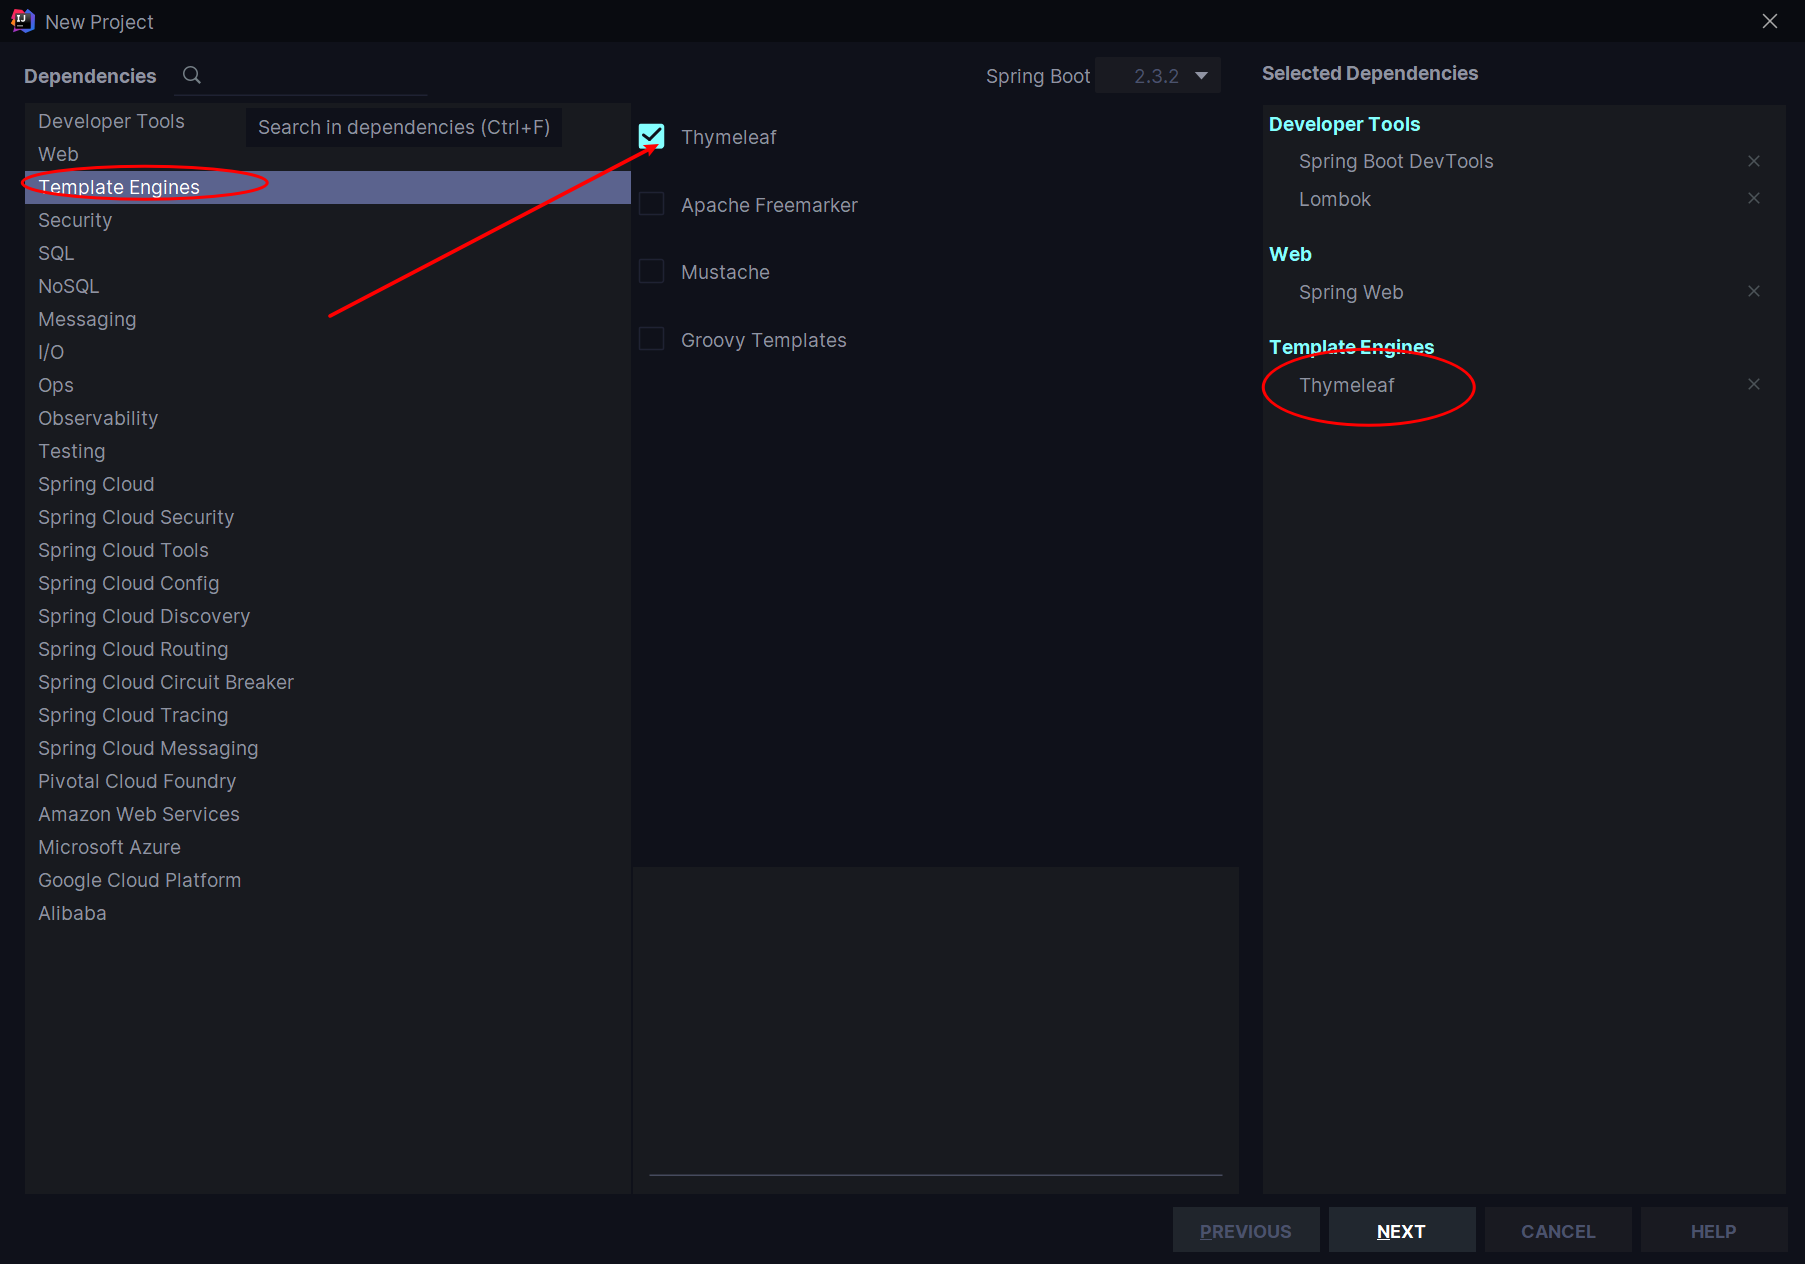 New Project
Dependencies
Spring Boot 2.3.2
Selected Dependencies
Developer Tools
Search in dependencies (Ctrl+F)
Web
Template Engines
Security
SQL
NoSQL
Messaging
I/O
Ops
Observability
Testing
Spring Cloud
Spring Cloud Security
Spring Cloud Tools
Spring Cloud Config
Spring Cloud Discovery
Spring Cloud Routing
Spring Cloud Circuit Breaker
Spring Cloud Tracing
Spring Cloud Messaging
Pivotal Cloud Foundry
Amazon Web Services
Microsoft Azure
Google Cloud Platform
Alibaba
Thymeleaf
Apache Freemarker
Mustache
Groovy Templates
Developer Tools
Spring Boot DevTools
Lombok
Web
Spring Web
Template Engines
Thymeleaf
PREVIOUS
NEXT
CANCEL
HELP